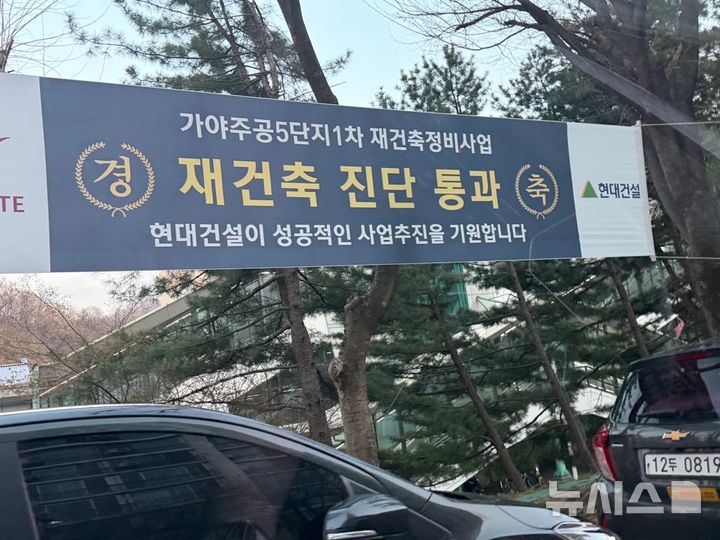 가야주공5단지1차 재건축정비사업
경 재건축 진단 통과 축
현대건설이 성공적인 사업추진을 기원합니다
TE
현대건설
12두 0819
뉴시스